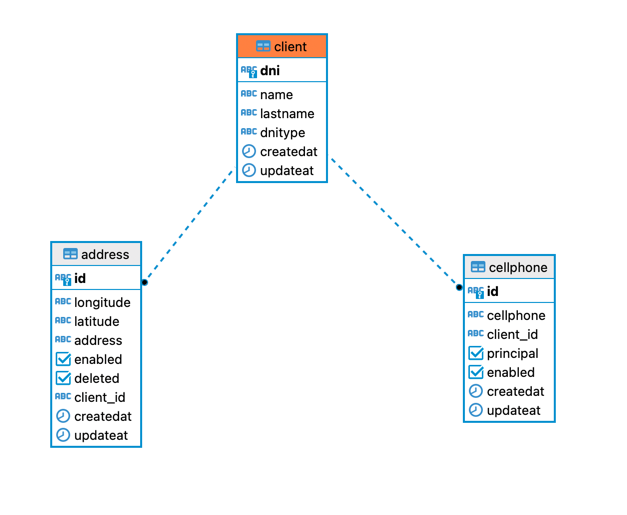 client
ABC dni
ABC name
ABC lastname
ABC dnitype
createdat
updateat
address
ABC id
ABC longitude
ABC latitude
ABC address
enabled
deleted
ABC client_id
createdat
updateat
cellphone
ABC id
ABC cellphone
ABC client_id
principal
enabled
createdat
updateat